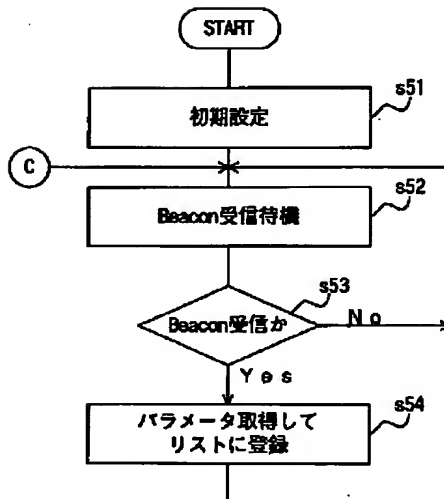 START
s51
初期設定
C
s52
Beacon受信待機
s53
Beacon受信か
No
Yes
s54
パラメータ取得して
リストに登録